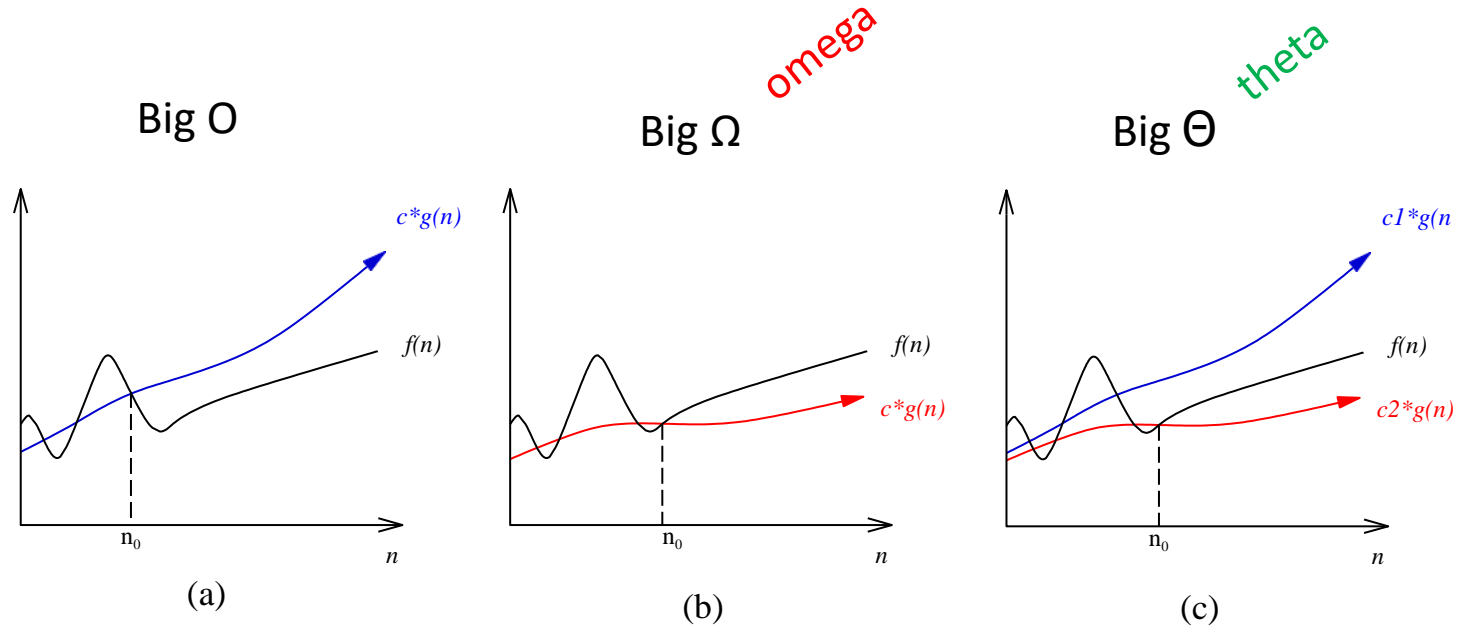 omega
theta
Big O
Big Ω
Big Θ
c*g(n)
f(n)
n₀
n
(a)
f(n)
c*g(n)
n₀
n
(b)
c1*g(n
f(n)
c2*g(n)
n₀
n
(c)